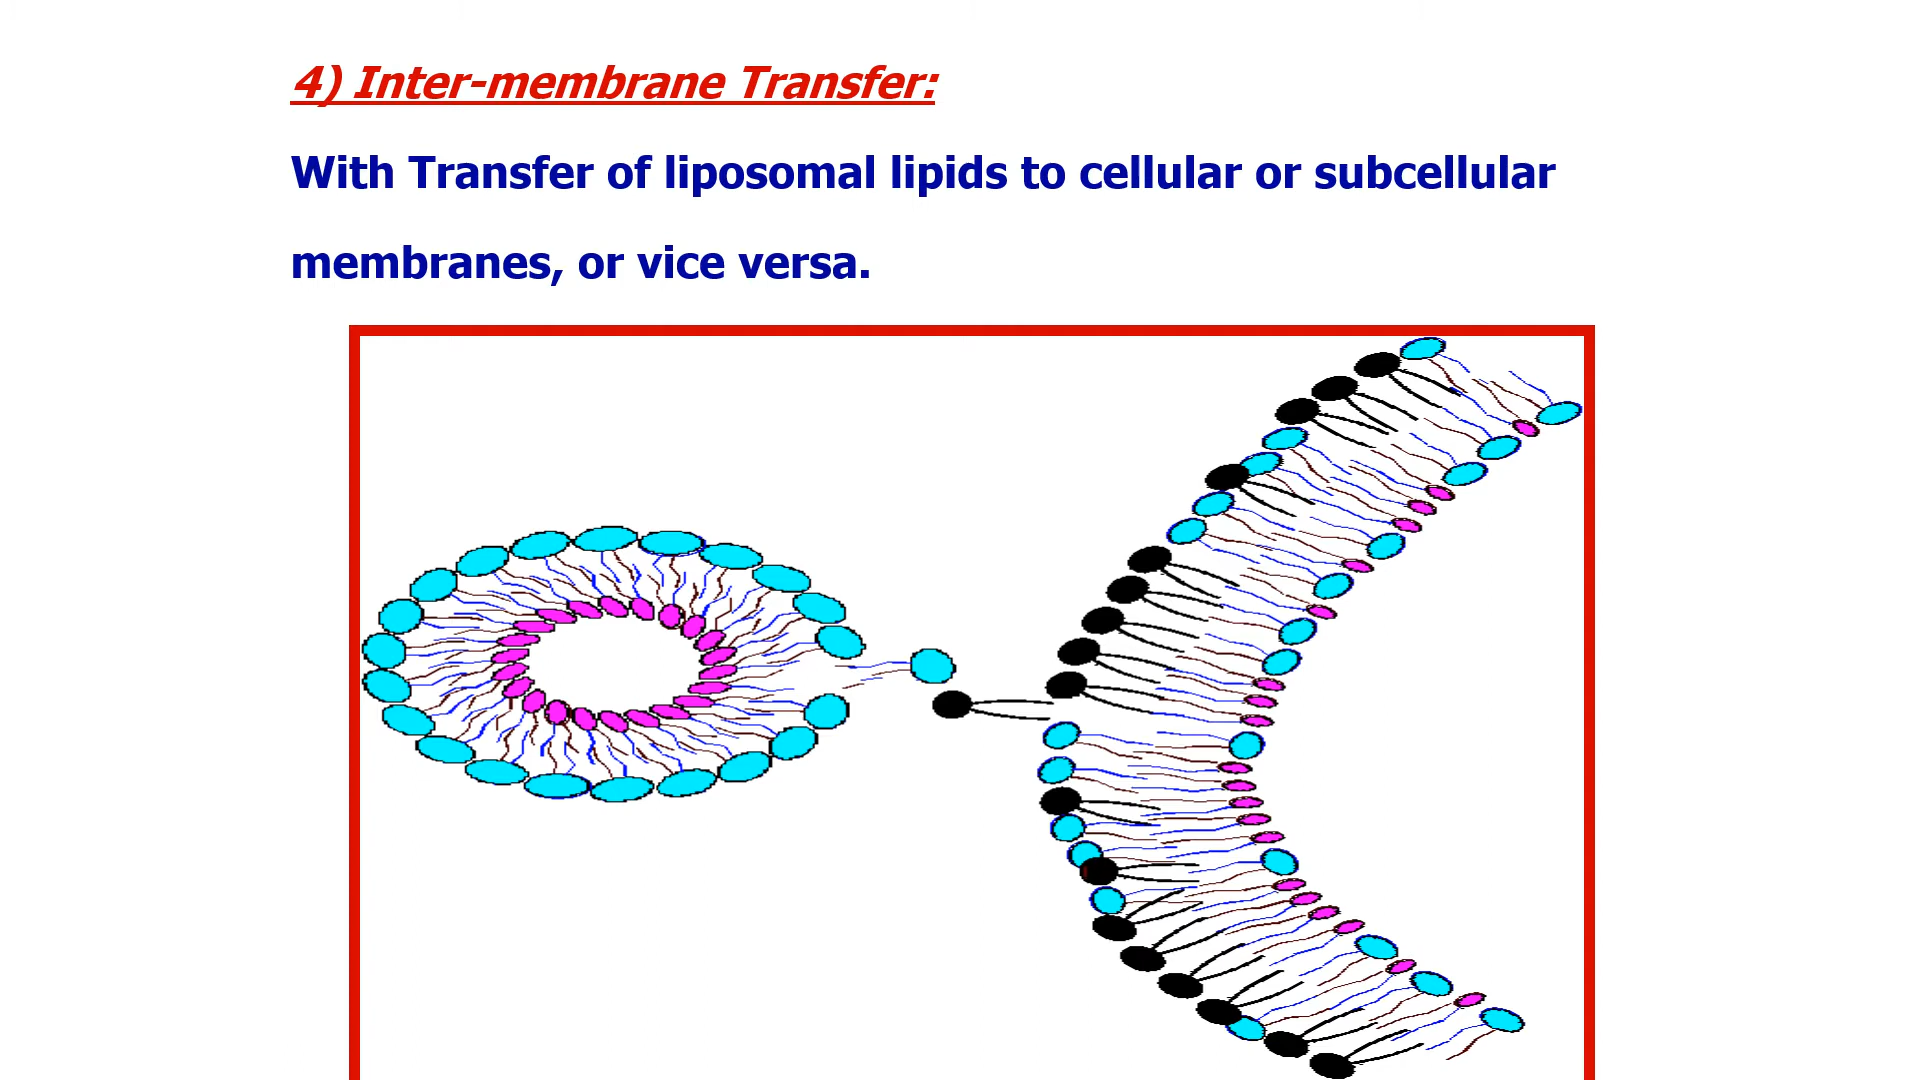 4) Inter-membrane Transfer:
With Transfer of liposomal lipids to cellular or subcellular
membranes, or vice versa.